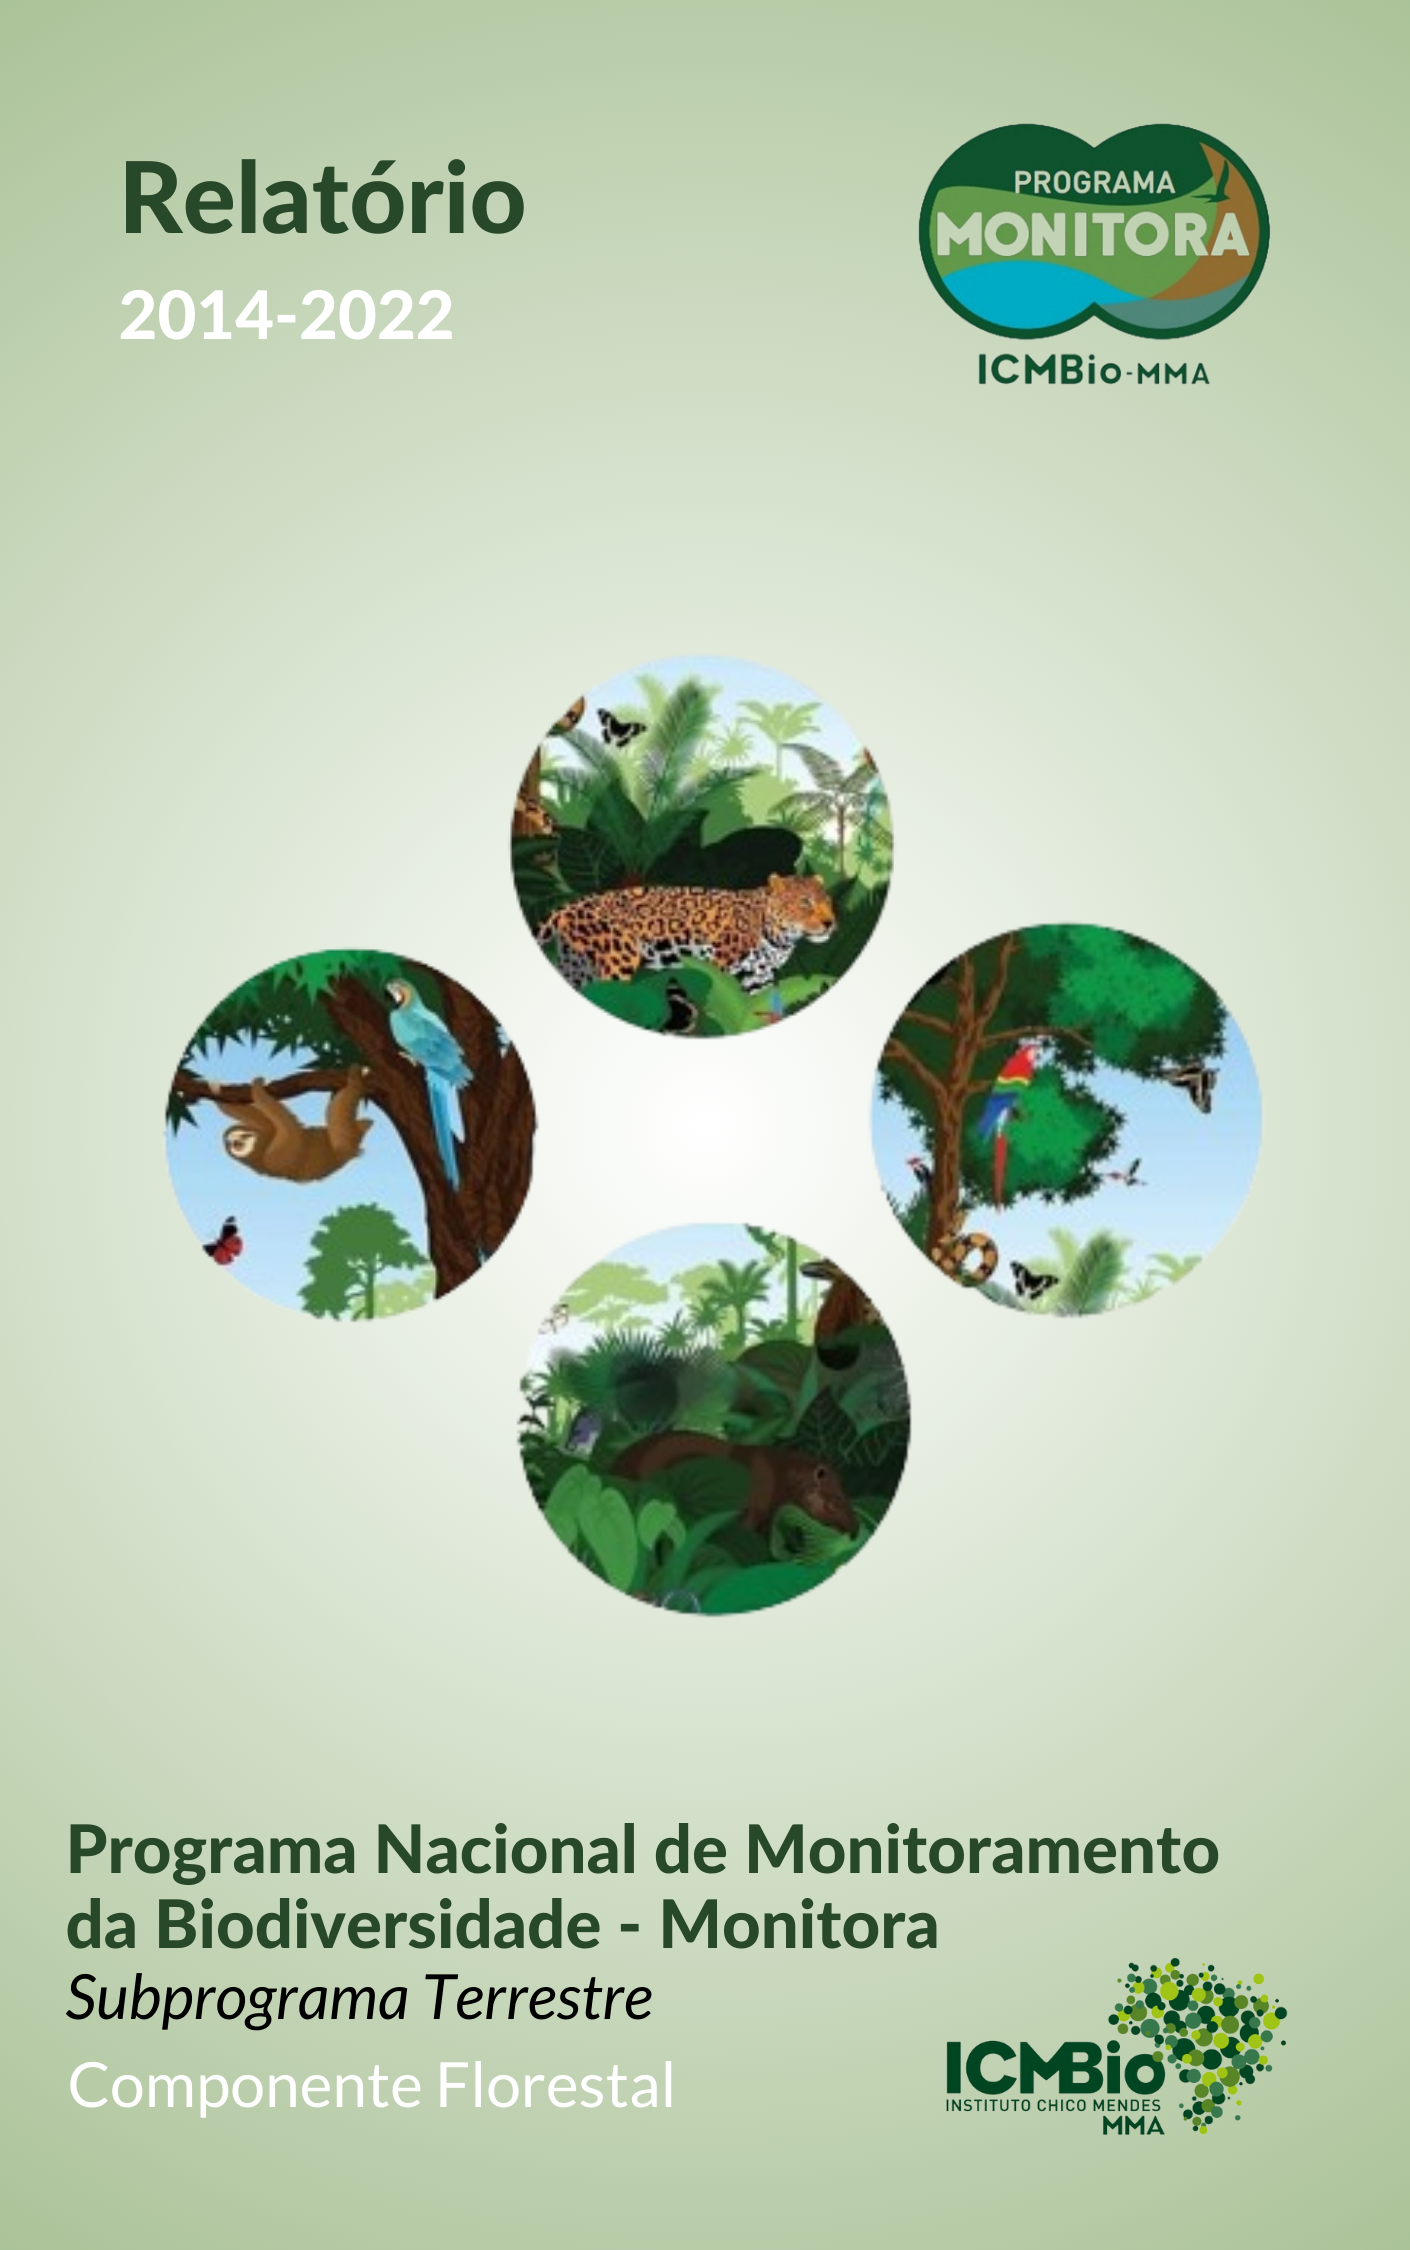 Relatório
2014-2022
PROGRAMA
MONITORA
ICMBio-MMA
Programa Nacional de Monitoramento
da Biodiversidade - Monitora
Subprograma Terrestre
Componente Florestal
ICMBio
INSTITUTO CHICO MENDES
MMA